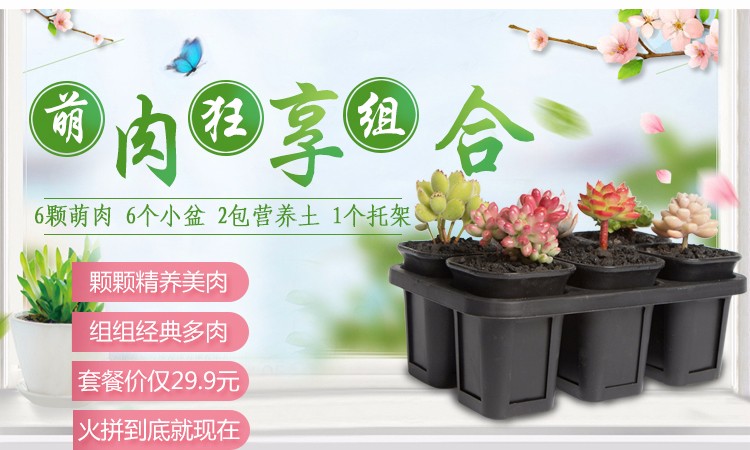 萌肉狂享组合
6颗萌肉 6个小盆 2包营养土 1个托架
颗颗精养美肉
组组经典多肉
套餐价仅29.9元
火拼到底就现在